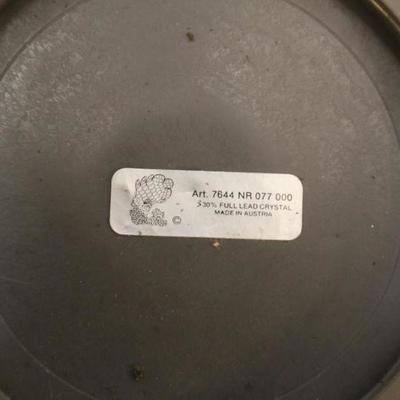 Art. 7644 NR 077 000
30% FULL LEAD CRYSTAL
MADE IN AUSTRIA
©